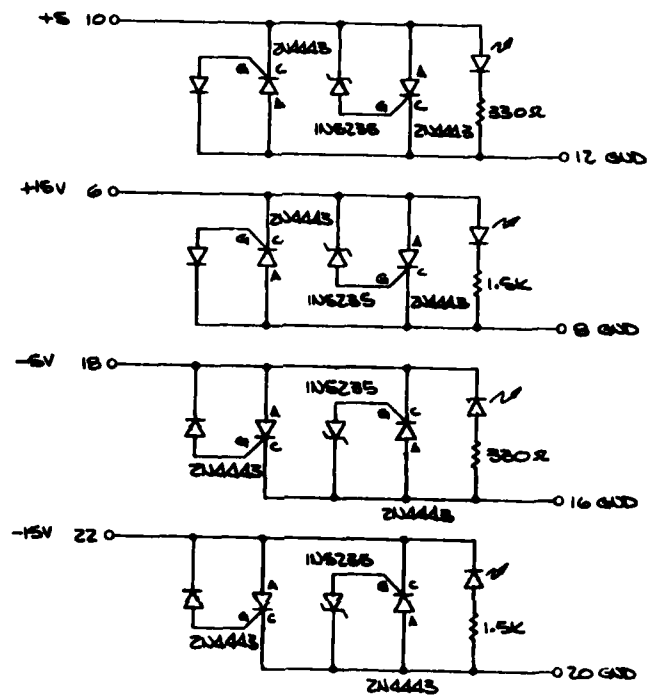 +5 10
2N4443
G C A
A G C
1N5235 2N4443
330Ω
12 GND
+15V 6
2N4443
G C A
A G C
1N5235 2N4443
1.5K
8 GND
-5V 18
1N5235
A C
G C G A
2N4443
330Ω
2N4443
16 GND
-15V 22
1N5235
A C
G C G A
2N4443
1.5K
2N4443
20 GND